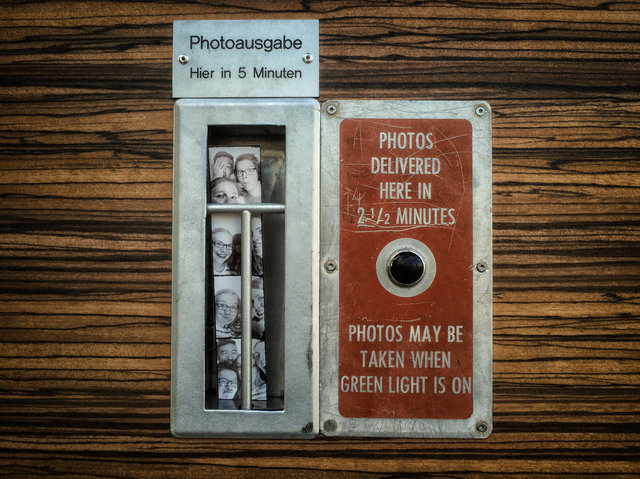 Photoausgabe
Hier in 5 Minuten
PHOTOS
DELIVERED
HERE IN
2 1/2 MINUTES
PHOTOS MAY BE
TAKEN WHEN
GREEN LIGHT IS ON